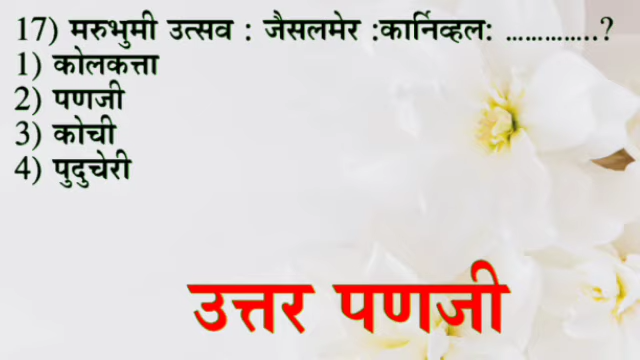 17) मरुभुमी उत्सव : जैसलमेर :कार्निव्हल: …………..?
1) कोलकत्ता
2) पणजी
3) कोची
4) पुदुचेरी
उत्तर पणजी